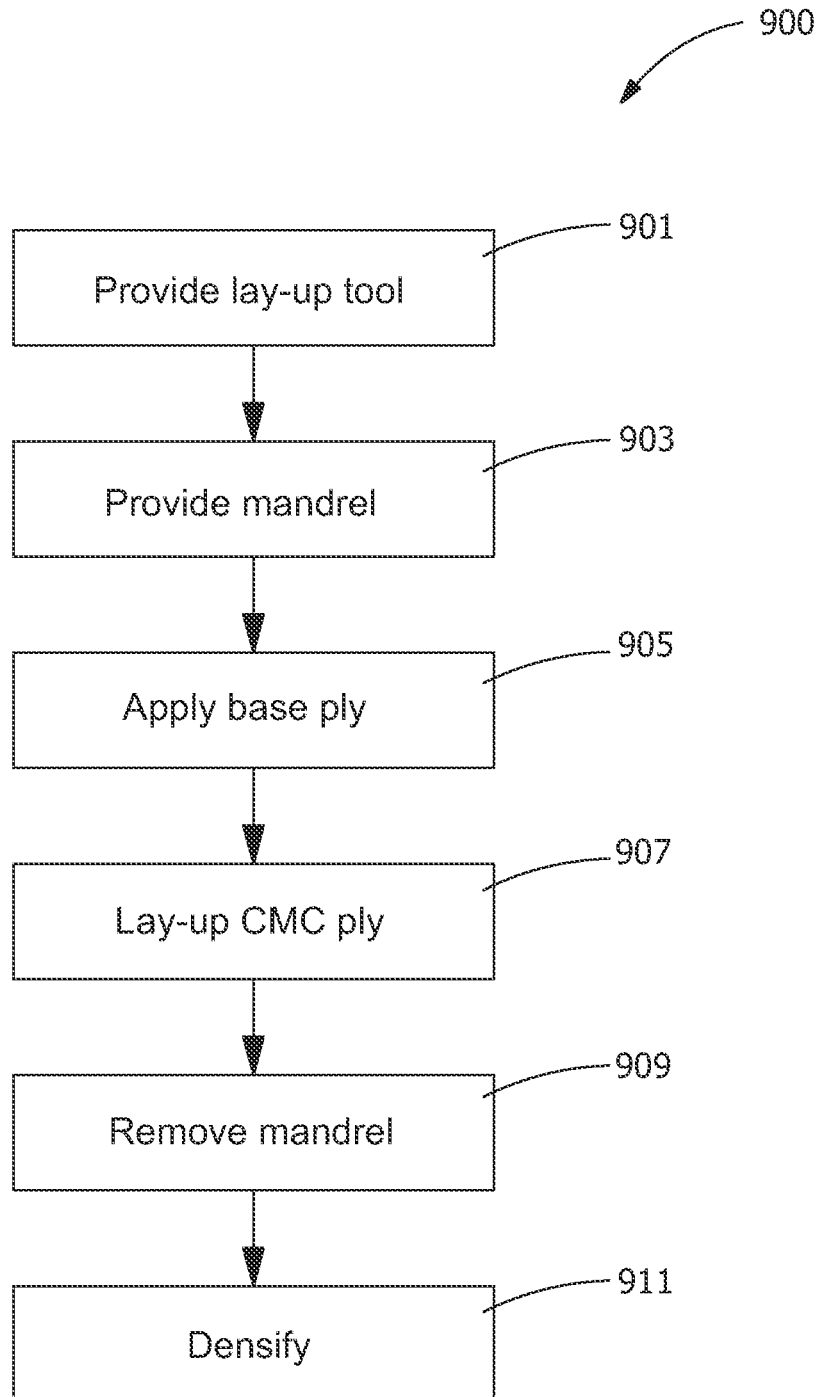 900
901
Provide lay-up tool
903
Provide mandrel
905
Apply base ply
907
Lay-up CMC ply
909
Remove mandrel
911
Densify